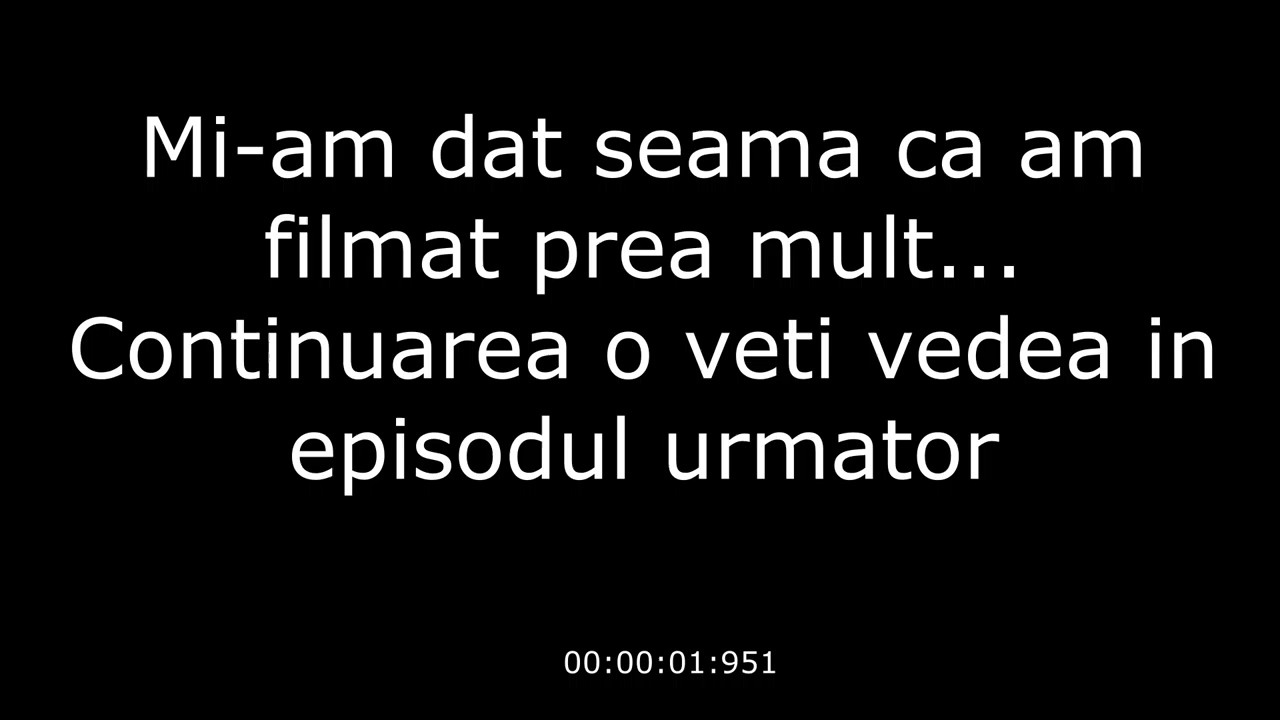 Mi-am dat seama ca am
filmat prea mult...
Continuarea o veti vedea in
episodul urmator
00:00:01:951